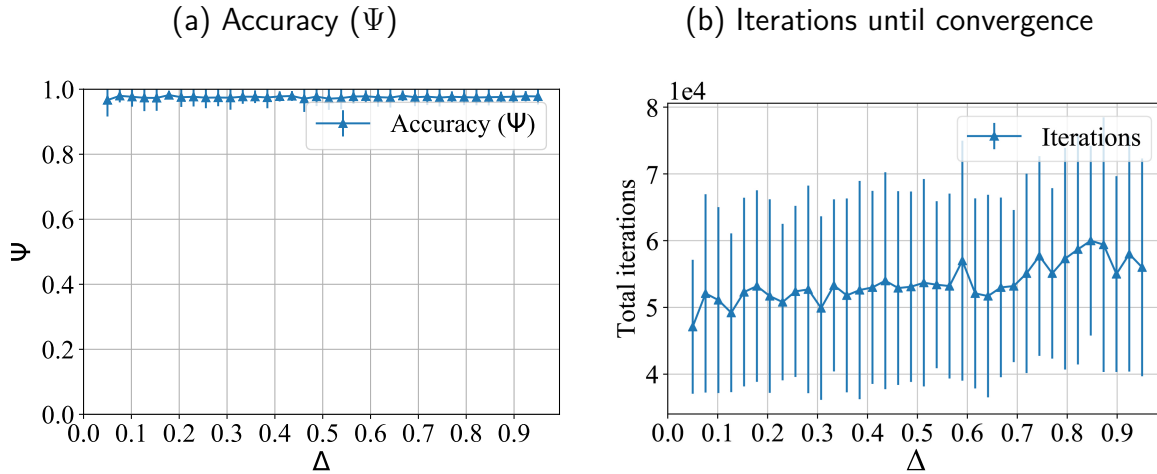 (a) Accuracy (Ψ)
1.0
0.8
0.6
0.4
0.2
0.0
Ψ
Accuracy (Ψ)
0.0 0.1 0.2 0.3 0.4 0.5 0.6 0.7 0.8 0.9
Δ
(b) Iterations until convergence
1e4
8
7
6
5
4
Total iterations
Iterations
0.0 0.1 0.2 0.3 0.4 0.5 0.6 0.7 0.8 0.9
Δ